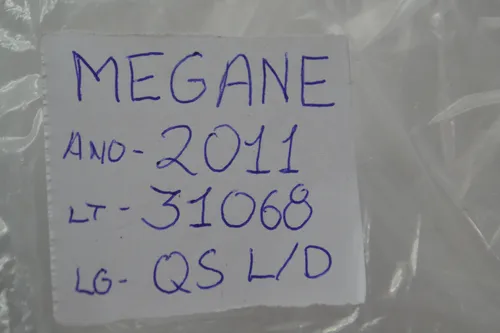 MEGANE
ANO- 2011
LT- 31068
LG- QS L/D